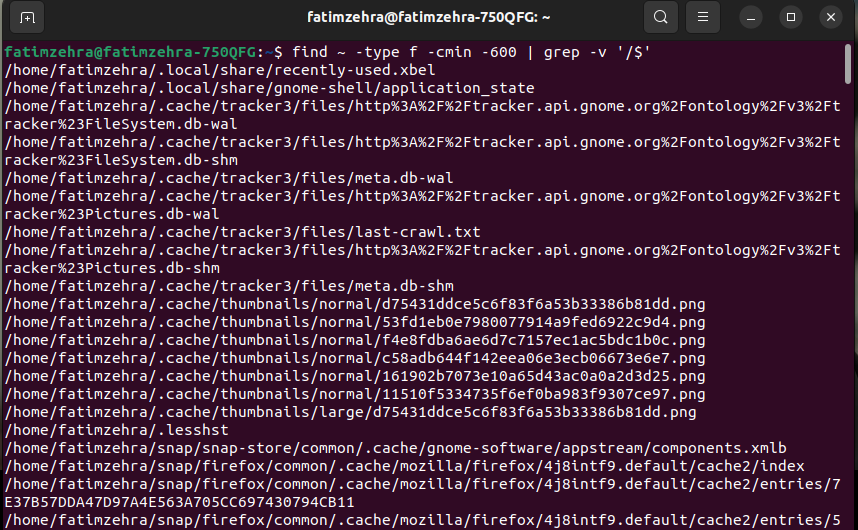 fatimzehra@fatimzehra-750QFG: ~
fatimzehra@fatimzehra-750QFG:~$ find ~ -type f -cmin -600 | grep -v '/$'
/home/fatimzehra/.local/share/recently-used.xbel
/home/fatimzehra/.local/share/gnome-shell/application_state
/home/fatimzehra/.cache/tracker3/files/http%3A%2F%2Ftracker.api.gnome.org%2Fontology%2Fv3%2Ft
racker%23FileSystem.db-wal
/home/fatimzehra/.cache/tracker3/files/http%3A%2F%2Ftracker.api.gnome.org%2Fontology%2Fv3%2Ft
racker%23FileSystem.db-shm
/home/fatimzehra/.cache/tracker3/files/meta.db-wal
/home/fatimzehra/.cache/tracker3/files/http%3A%2F%2Ftracker.api.gnome.org%2Fontology%2Fv3%2Ft
racker%23Pictures.db-wal
/home/fatimzehra/.cache/tracker3/files/last-crawl.txt
/home/fatimzehra/.cache/tracker3/files/http%3A%2F%2Ftracker.api.gnome.org%2Fontology%2Fv3%2Ft
racker%23Pictures.db-shm
/home/fatimzehra/.cache/tracker3/files/meta.db-shm
/home/fatimzehra/.cache/thumbnails/normal/d75431ddce5c6f83f6a53b33386b81dd.png
/home/fatimzehra/.cache/thumbnails/normal/53fd1eb0e7980077914a9fed6922c9d4.png
/home/fatimzehra/.cache/thumbnails/normal/f4e8fdba6ae6d7c7157ec1ac5bdc1b0c.png
/home/fatimzehra/.cache/thumbnails/normal/c58adb644f142eea06e3ecb06673e6e7.png
/home/fatimzehra/.cache/thumbnails/normal/161902b7073e10a65d43ac0a0a2d3d25.png
/home/fatimzehra/.cache/thumbnails/normal/11510f5334735f6ef0ba983f9307ce97.png
/home/fatimzehra/.cache/thumbnails/large/d75431ddce5c6f83f6a53b33386b81dd.png
/home/fatimzehra/.lesshst
/home/fatimzehra/snap/snap-store/common/.cache/gnome-software/appstream/components.xmlb
/home/fatimzehra/snap/firefox/common/.cache/mozilla/firefox/4j8intf9.default/cache2/index
/home/fatimzehra/snap/firefox/common/.cache/mozilla/firefox/4j8intf9.default/cache2/entries/7
E37B57DDA47D97A4E563A705CC697430794CB11
/home/fatimzehra/snap/firefox/common/.cache/mozilla/firefox/4j8intf9.default/cache2/entries/5